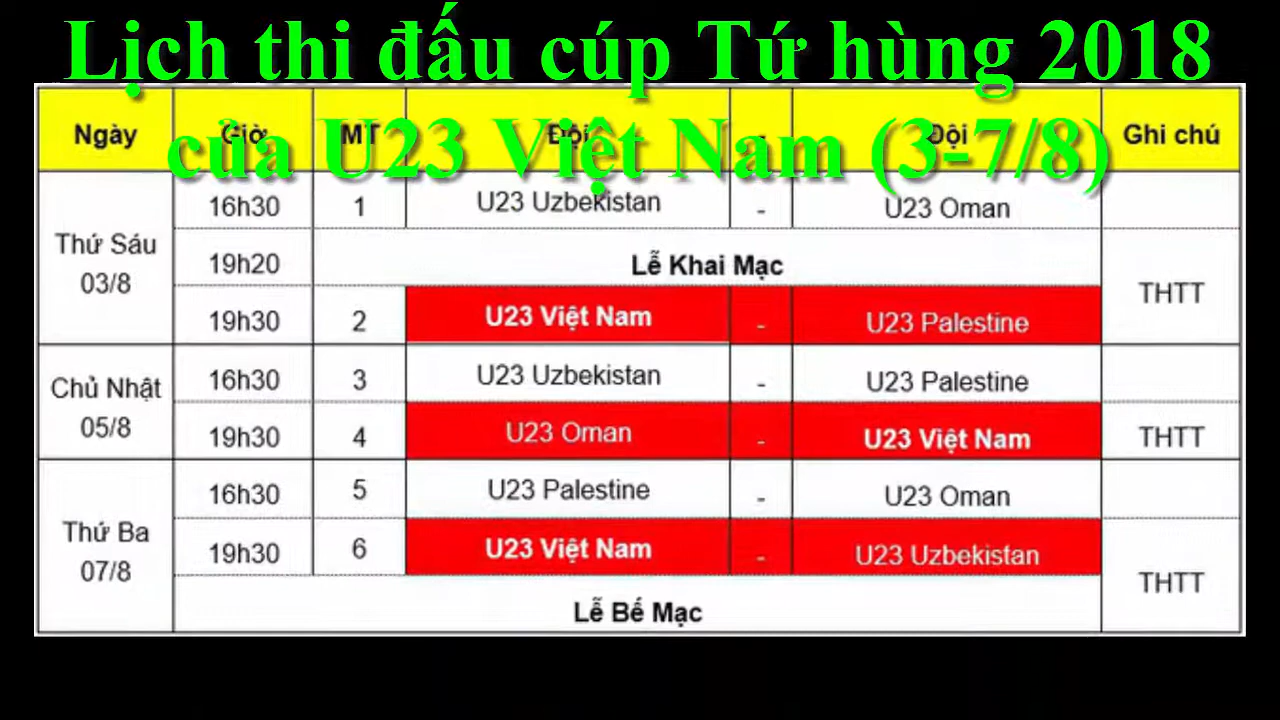 Lịch thi đấu cúp Tứ hùng 2018
của U23 Việt Nam (3-7/8)
Ngày Giờ MT Đội - Đội Ghi chú
Thứ Sáu 03/8
16h30 1 U23 Uzbekistan - U23 Oman
19h20 Lễ Khai Mạc
19h30 2 U23 Việt Nam - U23 Palestine
THTT
Chủ Nhật 05/8
16h30 3 U23 Uzbekistan - U23 Palestine
19h30 4 U23 Oman - U23 Việt Nam THTT
Thứ Ba 07/8
16h30 5 U23 Palestine - U23 Oman
19h30 6 U23 Việt Nam - U23 Uzbekistan
THTT
Lễ Bế Mạc